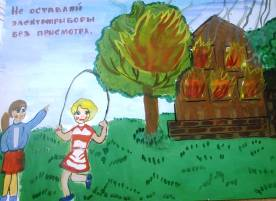 Не оставляй
электроприборы
без присмотра.